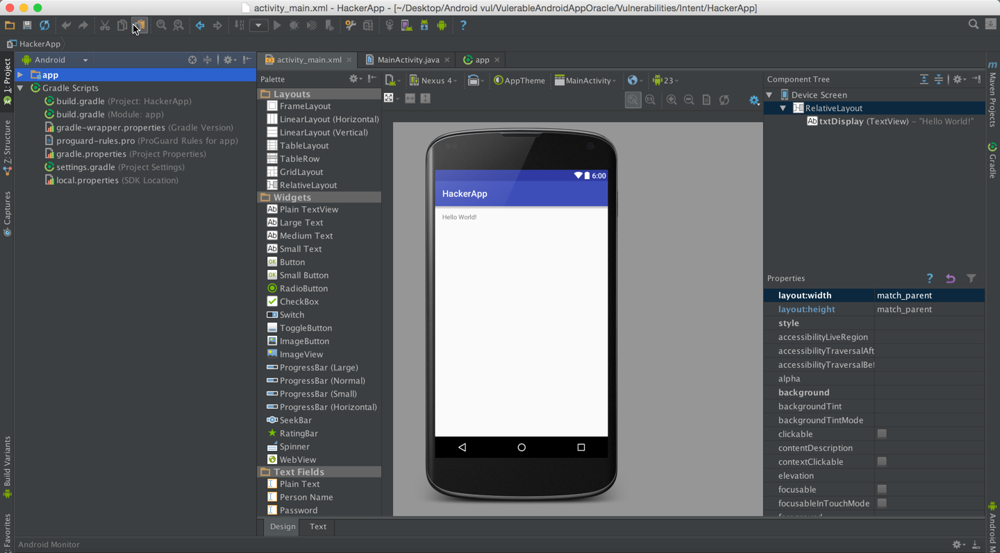 activity_main.xml - HackerApp - [~/Desktop/Android vul/VulerableAndroidAppOracle/Vulnerabilities/Intent/HackerApp]
HackerApp
1: Project
Z: Structure
Captures
Build Variants
: Favorites
Android
app
Gradle Scripts
build.gradle (Project: HackerApp)
build.gradle (Module: app)
gradle-wrapper.properties (Gradle Version)
proguard-rules.pro (ProGuard Rules for app)
gradle.properties (Project Properties)
settings.gradle (Project Settings)
local.properties (SDK Location)
activity_main.xml
MainActivity.java
app
Palette
Layouts
FrameLayout
LinearLayout (Horizontal)
LinearLayout (Vertical)
TableLayout
TableRow
GridLayout
RelativeLayout
Widgets
Ab Plain TextView
Ab Large Text
Ab Medium Text
Ab Small Text
OK Button
OK Small Button
RadioButton
CheckBox
Switch
ToggleButton
ImageButton
ImageView
ProgressBar (Large)
ProgressBar (Normal)
ProgressBar (Small)
ProgressBar (Horizontal)
SeekBar
RatingBar
Spinner
WebView
Text Fields
Plain Text
Person Name
Password
Nexus 4
AppTheme
MainActivity
23
6:00
HackerApp
Hello World!
Design
Text
Component Tree
Device Screen
RelativeLayout
Ab txtDisplay (TextView) – "Hello World!"
Properties
layout:width match_parent
layout:height match_parent
style
accessibilityLiveRegion
accessibilityTraversalAft
accessibilityTraversalBef
alpha
background
backgroundTint
backgroundTintMode
clickable
contentDescription
contextClickable
elevation
focusable
focusableInTouchMode
m Maven Projects
Gradle
Android M
Android Monitor